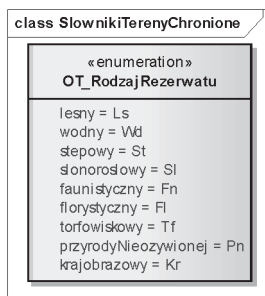 class SlownikiTerenyChronione
«enumeration»
OT_RodzajRezerwatu
lesny = Ls
wodny = Wd
stepowy = St
slonoroslowy = Sl
faunistyczny = Fn
florystyczny = Fl
torfowiskowy = Tf
przyrodyNieozywionej = Pn
krajobrazowy = Kr